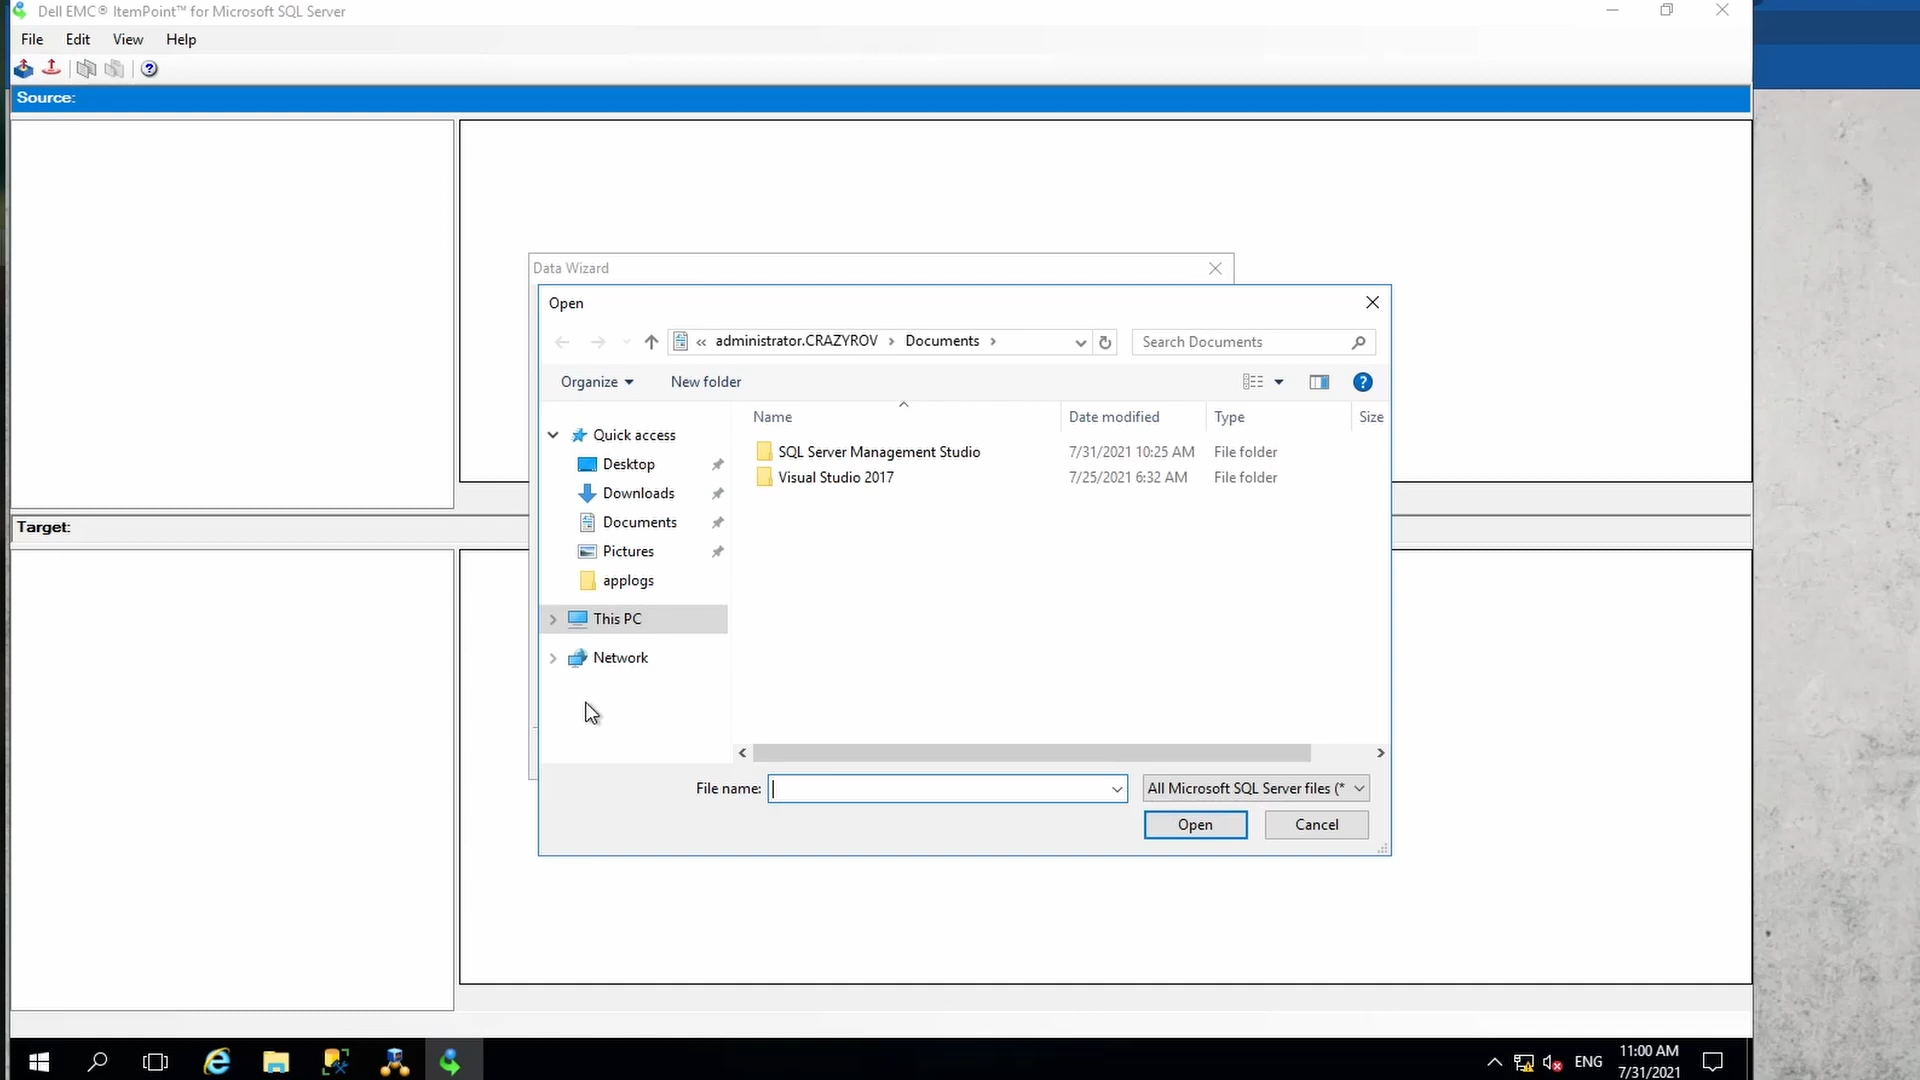 Dell EMC® ItemPoint™ for Microsoft SQL Server
File Edit View Help
Source:
Data Wizard
Open
« administrator.CRAZYROV › Documents ›
Search Documents
Organize
New folder
Name Date modified Type Size
Quick access
Desktop
Downloads
Documents
Pictures
applogs
This PC
Network
SQL Server Management Studio 7/31/2021 10:25 AM File folder
Visual Studio 2017 7/25/2021 6:32 AM File folder
Target:
File name:
All Microsoft SQL Server files (*
Open
Cancel
ENG
11:00 AM
7/31/2021